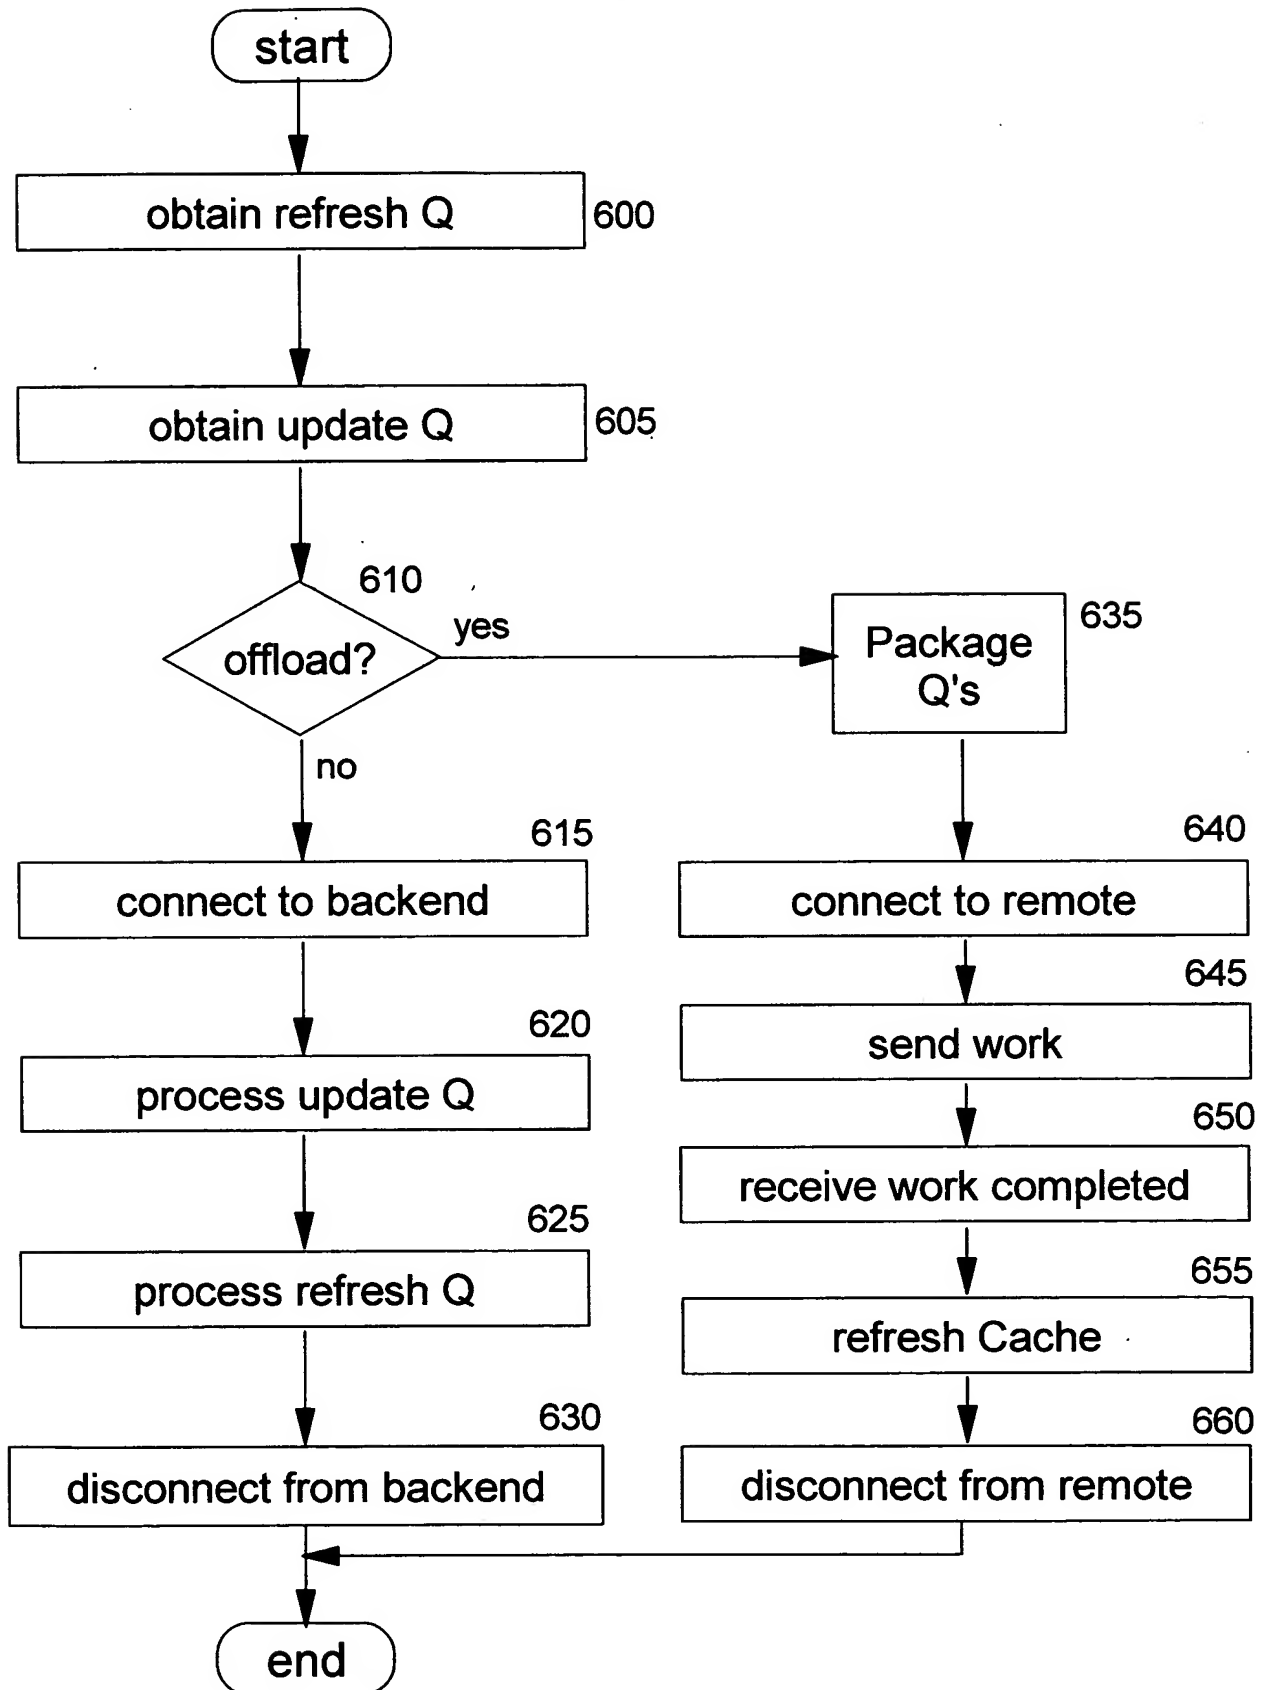 start
obtain refresh Q
600
obtain update Q
605
610
offload?
yes
no
635
Package
Q's
615
connect to backend
620
process update Q
625
process refresh Q
630
disconnect from backend
640
connect to remote
645
send work
650
receive work completed
655
refresh Cache
660
disconnect from remote
end